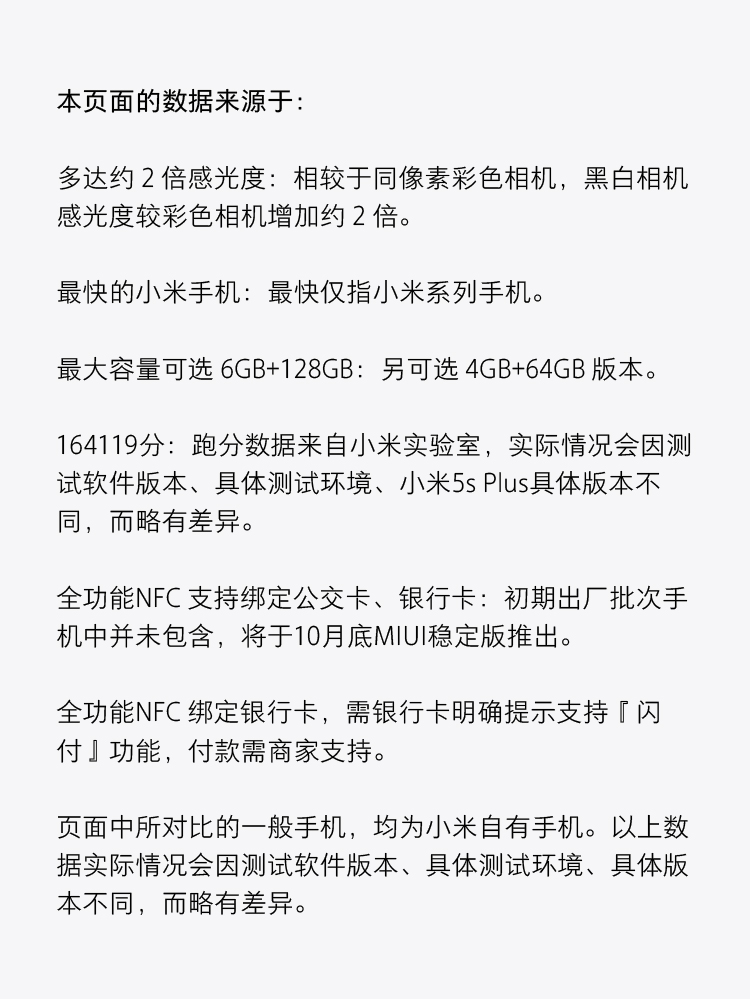 本页面的数据来源于：
多达约 2 倍感光度：相较于同像素彩色相机，黑白相机
感光度较彩色相机增加约 2 倍。
最快的小米手机：最快仅指小米系列手机。
最大容量可选 6GB+128GB：另可选 4GB+64GB 版本。
164119分：跑分数据来自小米实验室，实际情况会因测
试软件版本、具体测试环境、小米5s Plus具体版本不
同，而略有差异。
全功能NFC 支持绑定公交卡、银行卡：初期出厂批次手
机中并未包含，将于10月底MIUI稳定版推出。
全功能NFC 绑定银行卡，需银行卡明确提示支持『 闪
付 』功能，付款需商家支持。
页面中所对比的一般手机，均为小米自有手机。以上数
据实际情况会因测试软件版本、具体测试环境、具体版
本不同，而略有差异。